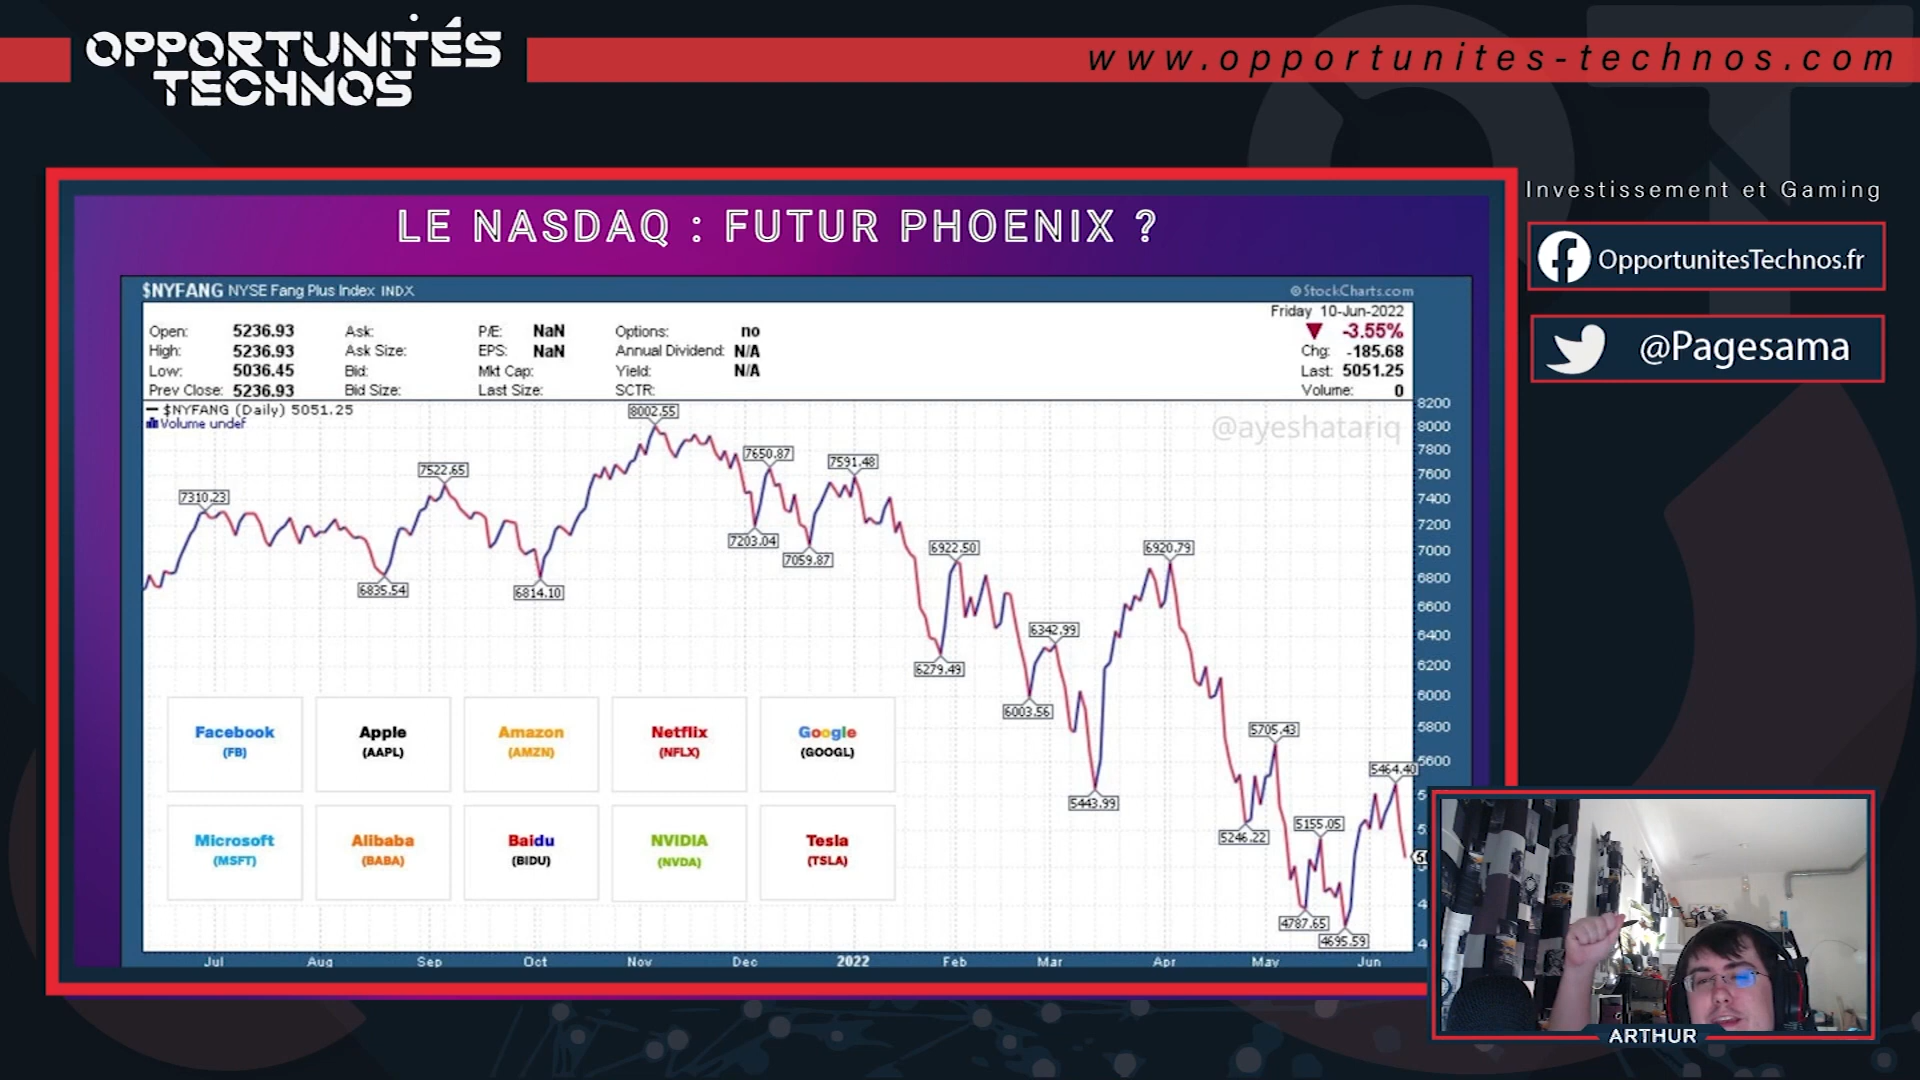 OPPORTUNITÉS
TECHNOS
www.opportunites-technos.com
Investissement et Gaming
OpportunitesTechnos.fr
@Pagesama
LE NASDAQ : FUTUR PHOENIX ?
$NYFANG NYSE Fang Plus Index INDX
@StockCharts.com
Friday 10-Jun-2022
Open: 5236.93 Ask: P/E: NaN Options: no
-3.55%
High: 5236.93 Ask Size: EPS: NaN Annual Dividend: N/A
Chg: -185.68
Low: 5036.45 Bid: Mkt Cap: Yield: N/A
Last: 5051.25
Prev Close: 5236.93 Bid Size: Last Size: SCTR:
Volume: 0
$NYFANG (Daily) 5051.25
Volume undef
@ayeshatariq
7310.23
6835.54
7522.65
6814.10
8002.55
7203.04
7650.87
7059.87
7591.48
6279.49
6922.50
6003.56
6342.99
5443.99
6920.79
5246.22
5705.43
4787.65
5155.05
4695.59
5464.40
8200
8000
7800
7600
7400
7200
7000
6800
6600
6400
6200
6000
5800
5600
Facebook Apple Amazon Netflix Google
(FB) (AAPL) (AMZN) (NFLX) (GOOGL)
Microsoft Alibaba Baidu NVIDIA Tesla
(MSFT) (BABA) (BIDU) (NVDA) (TSLA)
Jul Aug Sep Oct Nov Dec 2022 Feb Mar Apr May Jun
ARTHUR